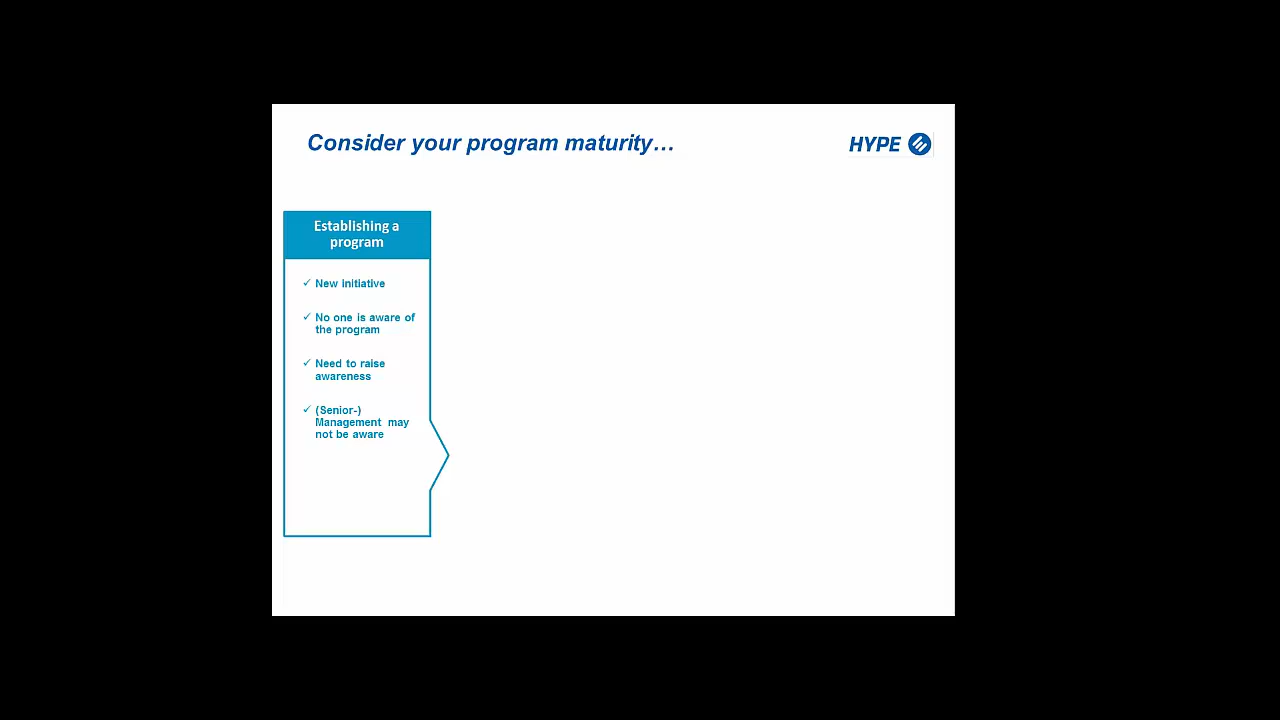 Consider your program maturity…
HYPE
Establishing a
program
✓ New initiative
✓ No one is aware of
the program
✓ Need to raise
awareness
✓ (Senior-)
Management may
not be aware